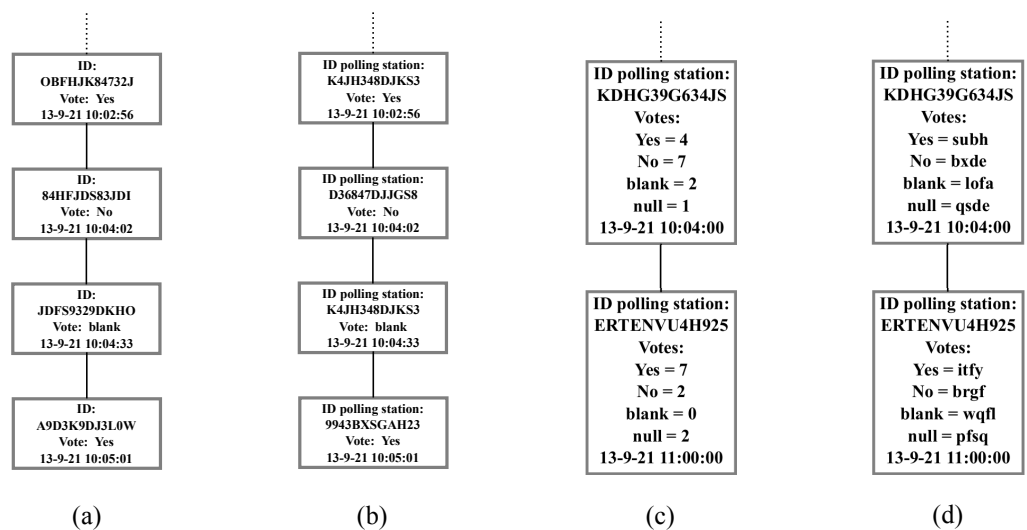 ID:
OBFHJK84732J
Vote: Yes
13-9-21 10:02:56
ID:
84HFJDS83JDI
Vote: No
13-9-21 10:04:02
ID:
JDFS9329DKHO
Vote: blank
13-9-21 10:04:33
ID:
A9D3K9DJ3L0W
Vote: Yes
13-9-21 10:05:01
(a)
ID polling station:
K4JH348DJKS3
Vote: Yes
13-9-21 10:02:56
ID polling station:
D36847DJJGS8
Vote: No
13-9-21 10:04:02
ID polling station:
K4JH348DJKS3
Vote: blank
13-9-21 10:04:33
ID polling station:
9943BXSGAH23
Vote: Yes
13-9-21 10:05:01
(b)
ID polling station:
KDHG39G634JS
Votes:
Yes = 4
No = 7
blank = 2
null = 1
13-9-21 10:04:00
ID polling station:
ERTENVU4H925
Votes:
Yes = 7
No = 2
blank = 0
null = 2
13-9-21 11:00:00
(c)
ID polling station:
KDHG39G634JS
Votes:
Yes = subh
No = bxde
blank = lofa
null = qsde
13-9-21 10:04:00
ID polling station:
ERTENVU4H925
Votes:
Yes = itfy
No = brgf
blank = wqfl
null = pfsq
13-9-21 11:00:00
(d)